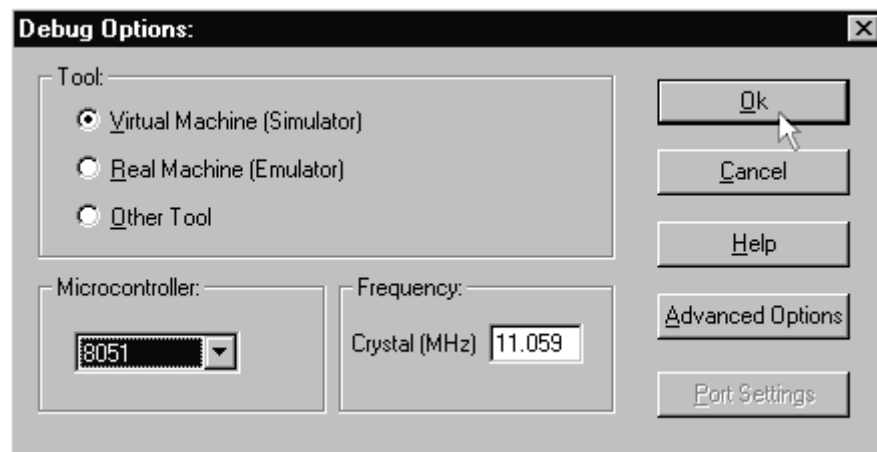 Debug Options:
Tool:
Virtual Machine (Simulator)
Real Machine (Emulator)
Other Tool
Microcontroller:
8051
Frequency:
Crystal (MHz) 11.059
Ok
Cancel
Help
Advanced Options
Port Settings